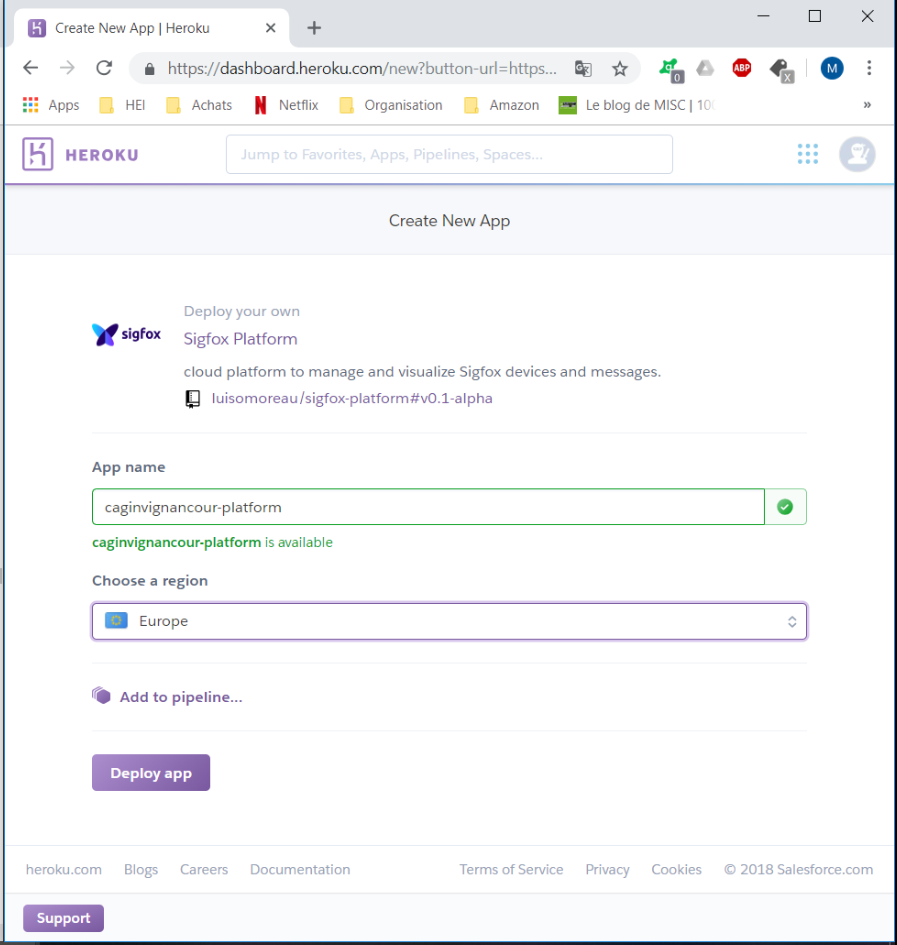 Create New App | Heroku
https://dashboard.heroku.com/new?button-url=https...
0
ABP
x
M
Apps
HEI
Achats
Netflix
Organisation
Amazon
Le blog de MISC | 10
»
HEROKU
Jump to Favorites, Apps, Pipelines, Spaces...
Create New App
sigfox
Deploy your own
Sigfox Platform
cloud platform to manage and visualize Sigfox devices and messages.
luisomoreau/sigfox-platform#v0.1-alpha
App name
caginvignancour-platform
caginvignancour-platform is available
Choose a region
Europe
Add to pipeline...
Deploy app
heroku.com Blogs Careers Documentation Terms of Service Privacy Cookies © 2018 Salesforce.com
Support